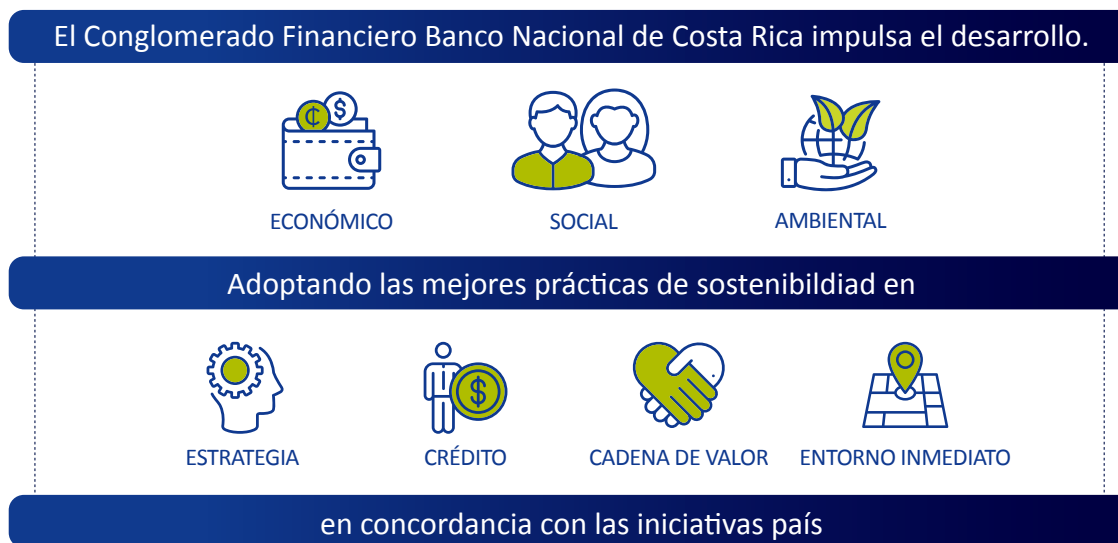 El Conglomerado Financiero Banco Nacional de Costa Rica impulsa el desarrollo.
₡ $
ECONÓMICO SOCIAL AMBIENTAL
Adoptando las mejores prácticas de sostenibildiad en
$
ESTRATEGIA CRÉDITO CADENA DE VALOR ENTORNO INMEDIATO
en concordancia con las iniciativas país